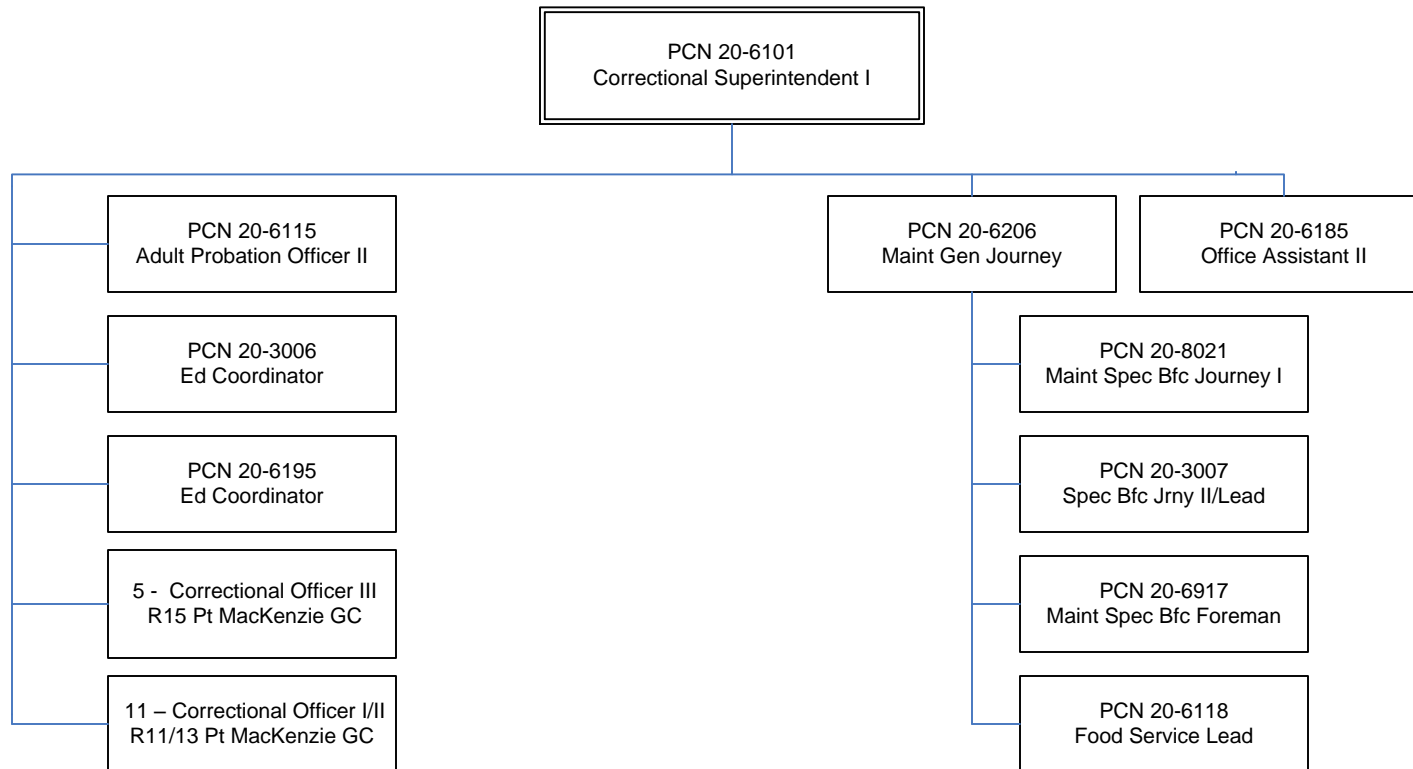 PCN 20-6101
Correctional Superintendent I
PCN 20-6115
Adult Probation Officer II
PCN 20-3006
Ed Coordinator
PCN 20-6195
Ed Coordinator
5 -  Correctional Officer III
R15 Pt MacKenzie GC
11 – Correctional Officer I/II
R11/13 Pt MacKenzie GC
PCN 20-6206
Maint Gen Journey
PCN 20-8021
Maint Spec Bfc Journey I
PCN 20-3007
Spec Bfc Jrny II/Lead
PCN 20-6917
Maint Spec Bfc Foreman
PCN 20-6118
Food Service Lead
PCN 20-6185
Office Assistant II